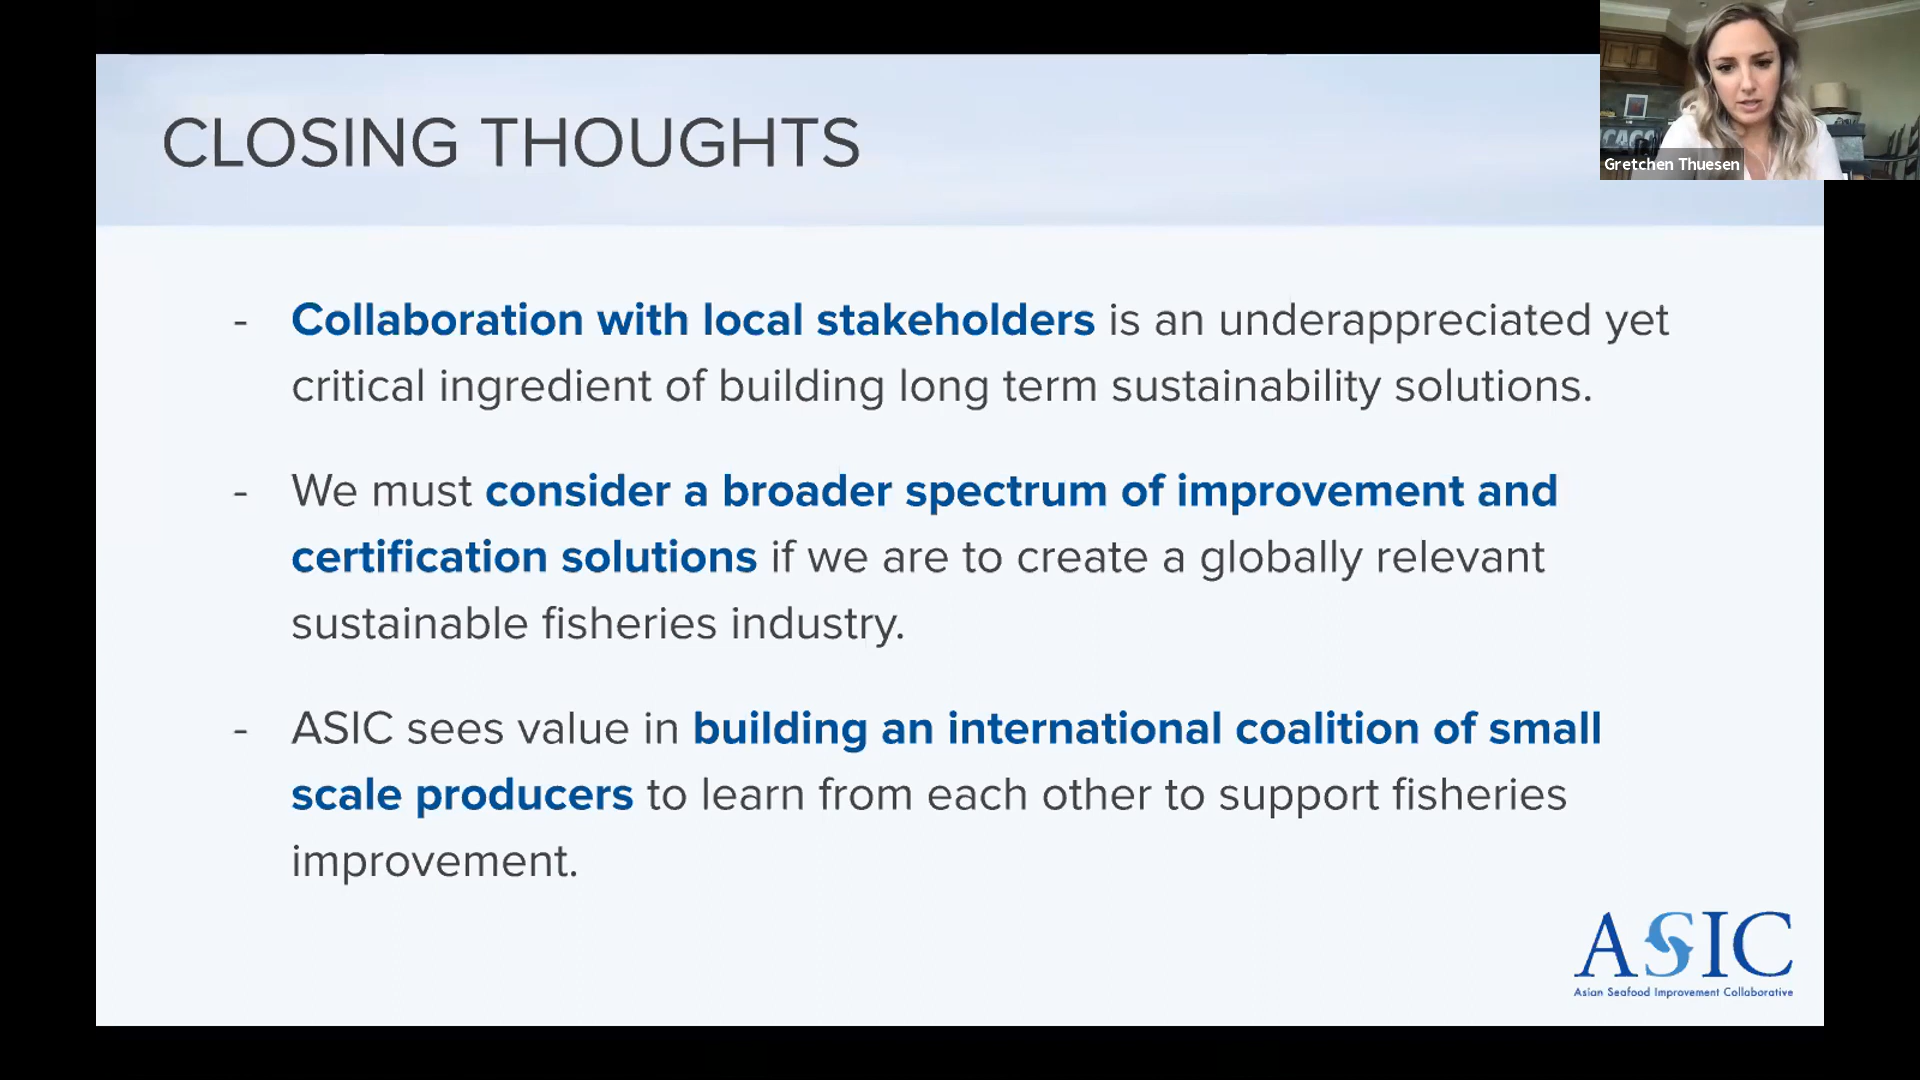 CLOSING THOUGHTS
Gretchen Thuesen
- Collaboration with local stakeholders is an underappreciated yet
critical ingredient of building long term sustainability solutions.
- We must consider a broader spectrum of improvement and
certification solutions if we are to create a globally relevant
sustainable fisheries industry.
- ASIC sees value in building an international coalition of small
scale producers to learn from each other to support fisheries
improvement.
ASIC
Asian Seafood Improvement Collaborative